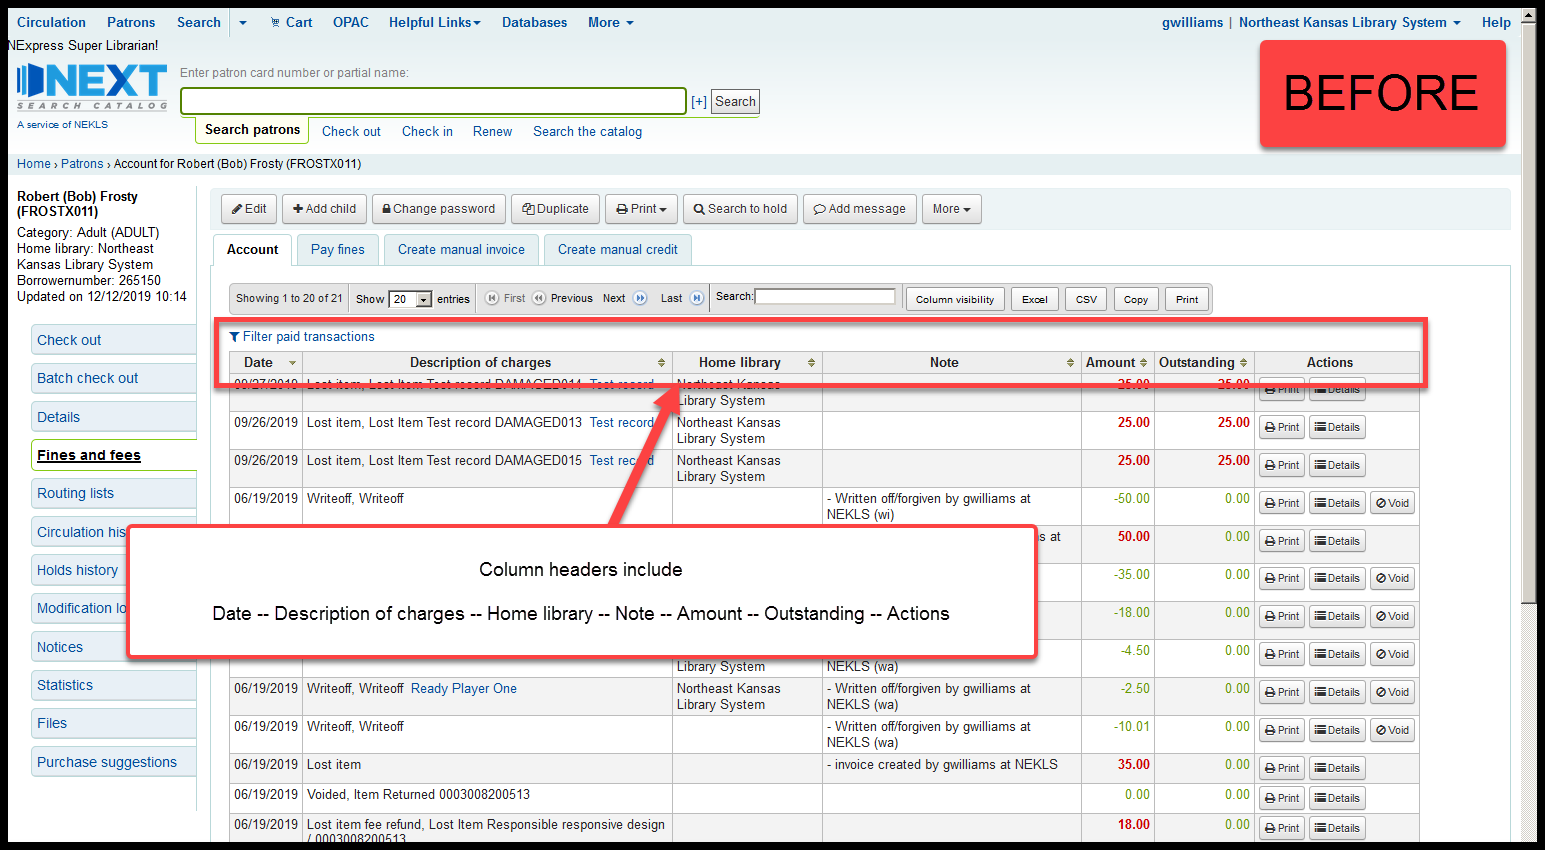 Circulation Patrons Search Cart OPAC Helpful Links Databases More gwilliams | Northeast Kansas Library System Help
NExpress Super Librarian!
BEFORE
NEXT
SEARCH CATALOG
A service of NEKLS
Enter patron card number or partial name:
[+] Search
Search patrons Check out Check in Renew Search the catalog
Home › Patrons › Account for Robert (Bob) Frosty (FROSTX011)
Robert (Bob) Frosty
(FROSTX011)
Category: Adult (ADULT)
Home library: Northeast
Kansas Library System
Borrowernumber: 265150
Updated on 12/12/2019 10:14
Check out
Batch check out
Details
Fines and fees
Routing lists
Circulation his
Holds history
Modification lo
Notices
Statistics
Files
Purchase suggestions
Edit Add child Change password Duplicate Print Search to hold Add message More
Account Pay fines Create manual invoice Create manual credit
Showing 1 to 20 of 21 Show 20 entries First Previous Next Last Search: Column visibility Excel CSV Copy Print
Filter paid transactions
Date Description of charges Home library Note Amount Outstanding Actions
09/27/2019 Lost item, Lost Item Test record DAMAGED014 Test record Northeast Kansas 25.00 25.00 Print Details
Library System
09/26/2019 Lost item, Lost Item Test record DAMAGED013 Test record Northeast Kansas 25.00 25.00 Print Details
Library System
09/26/2019 Lost item, Lost Item Test record DAMAGED015 Test record Northeast Kansas 25.00 25.00 Print Details
Library System
06/19/2019 Writeoff, Writeoff - Written off/forgiven by gwilliams at -50.00 0.00 Print Details Void
NEKLS (wi)
s at 50.00 0.00 Print Details
-35.00 0.00 Print Details Void
-18.00 0.00 Print Details Void
Column headers include
Date -- Description of charges -- Home library -- Note -- Amount -- Outstanding -- Actions
-4.50 0.00 Print Details Void
Library System NEKLS (wa)
06/19/2019 Writeoff, Writeoff Ready Player One Northeast Kansas - Written off/forgiven by gwilliams at -2.50 0.00 Print Details Void
Library System NEKLS (wa)
06/19/2019 Writeoff, Writeoff - Written off/forgiven by gwilliams at -10.01 0.00 Print Details Void
NEKLS (wa)
06/19/2019 Lost item - invoice created by gwilliams at NEKLS 35.00 0.00 Print Details
06/19/2019 Voided, Item Returned 0003008200513 0.00 0.00 Print Details
06/19/2019 Lost item fee refund, Lost Item Responsible responsive design 18.00 0.00 Print Details
/ 0003008200513